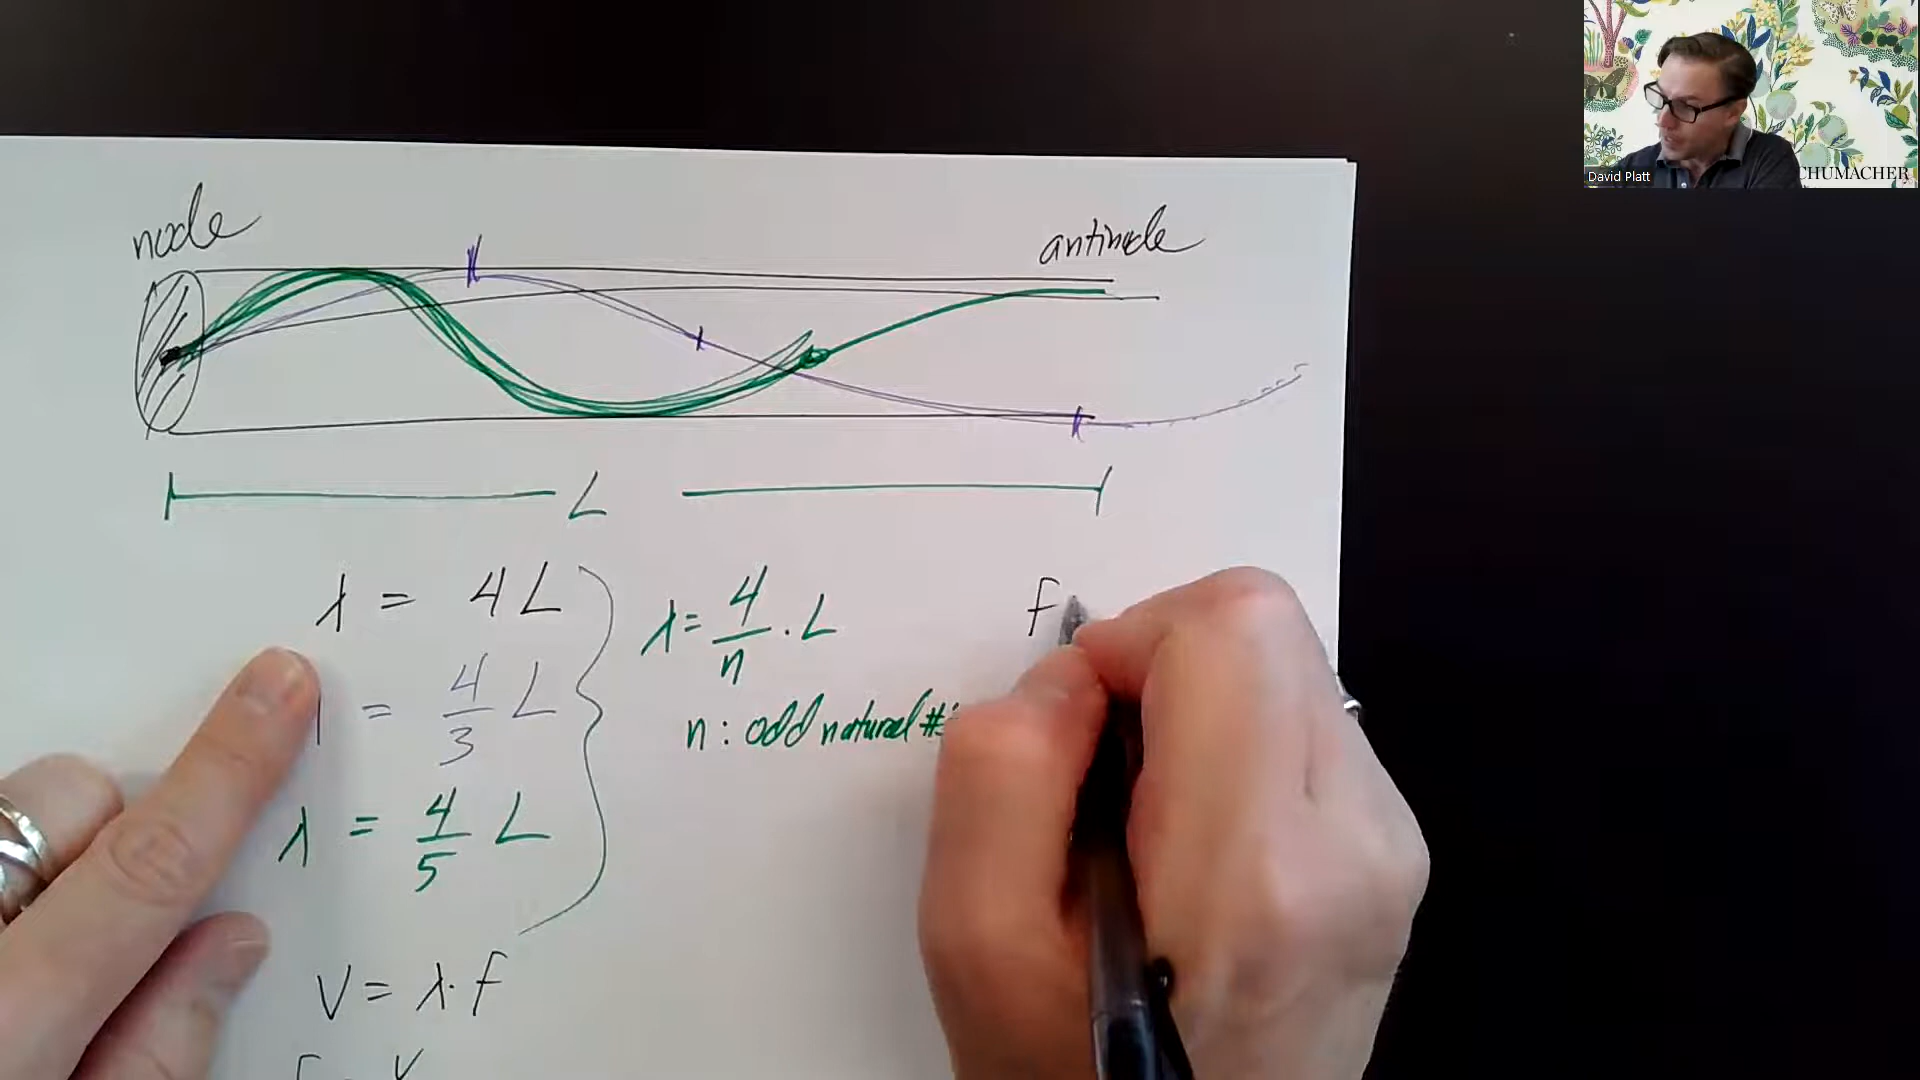 David Platt
CHUMACHER
node
antinode
L
λ = 4L
λ = 4/n · L
F
= 4/3 L
n : odd natural #'s
λ = 4/5 L
V = λ · F